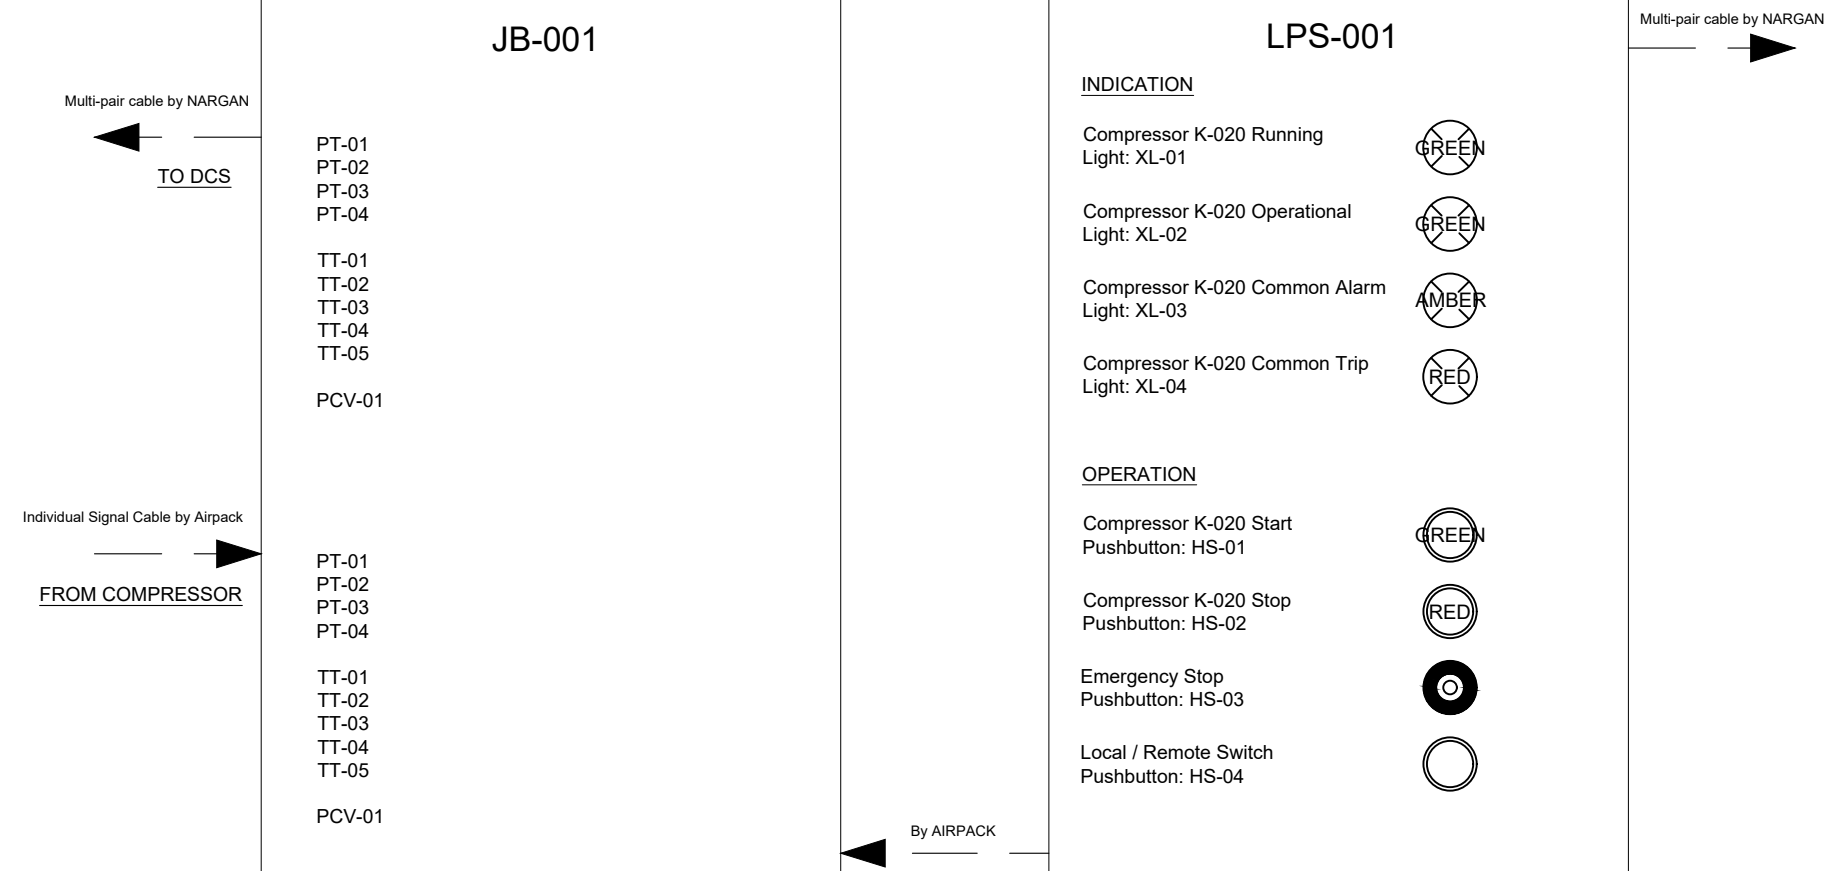 JB-001
Multi-pair cable by NARGAN
TO DCS
PT-01
PT-02
PT-03
PT-04
TT-01
TT-02
TT-03
TT-04
TT-05
PCV-01
Individual Signal Cable by Airpack
FROM COMPRESSOR
PT-01
PT-02
PT-03
PT-04
TT-01
TT-02
TT-03
TT-04
TT-05
PCV-01
By AIRPACK
LPS-001
Multi-pair cable by NARGAN
INDICATION
Compressor K-020 Running
Light: XL-01
GREEN
Compressor K-020 Operational
Light: XL-02
GREEN
Compressor K-020 Common Alarm
Light: XL-03
AMBER
Compressor K-020 Common Trip
Light: XL-04
RED
OPERATION
Compressor K-020 Start
Pushbutton: HS-01
GREEN
Compressor K-020 Stop
Pushbutton: HS-02
RED
Emergency Stop
Pushbutton: HS-03
Local / Remote Switch
Pushbutton: HS-04